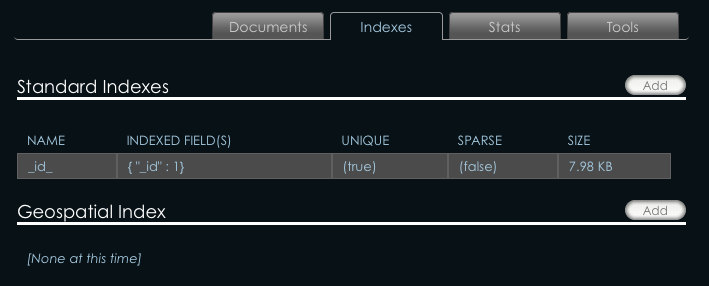 Documents Indexes Stats Tools
Standard Indexes Add
NAME INDEXED FIELD(S) UNIQUE SPARSE SIZE
_id_ { "_id" : 1} (true) (false) 7.98 KB
Geospatial Index Add
[None at this time]